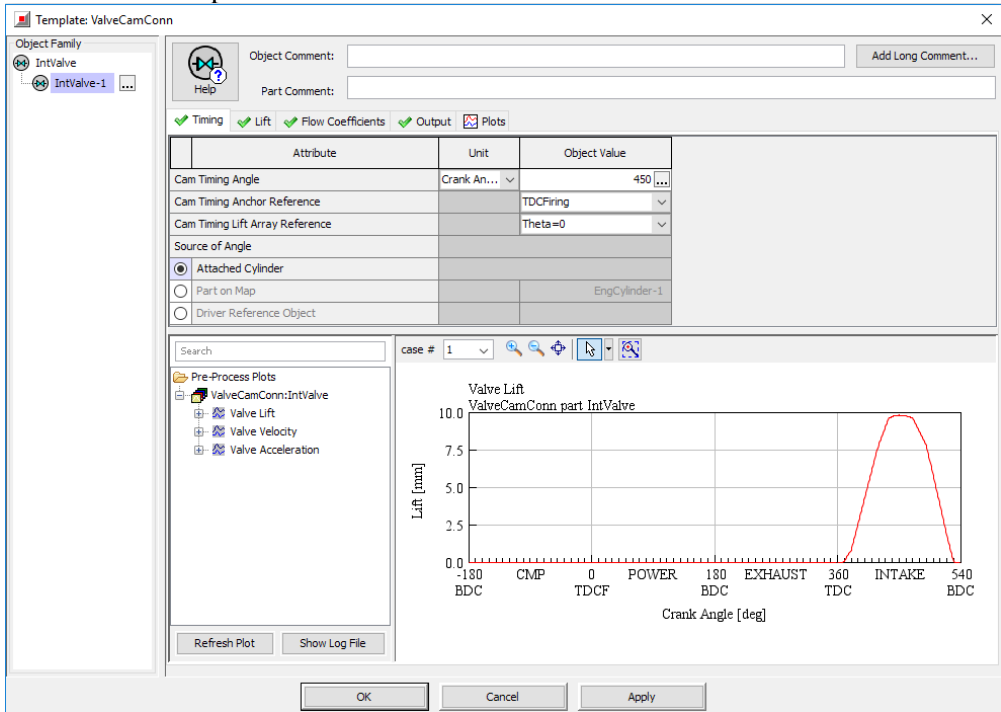 Template: ValveCamConn
Object Family
IntValve
IntValve-1 ...
Help
Object Comment:
Add Long Comment...
Part Comment:
Timing Lift Flow Coefficients Output Plots
Attribute Unit Object Value
Cam Timing Angle Crank An... 450 ...
Cam Timing Anchor Reference TDCFiring
Cam Timing Lift Array Reference Theta=0
Source of Angle
Attached Cylinder
Part on Map EngCylinder-1
Driver Reference Object
Search
case # 1
Pre-Process Plots
ValveCamConn:IntValve
Valve Lift
Valve Velocity
Valve Acceleration
Refresh Plot Show Log File
Valve Lift
ValveCamConn part IntValve
10.0
7.5
5.0
2.5
0.0
Lift [mm]
-180 CMP 0 POWER 180 EXHAUST 360 INTAKE 540
BDC TDCF BDC TDC BDC
Crank Angle [deg]
OK Cancel Apply